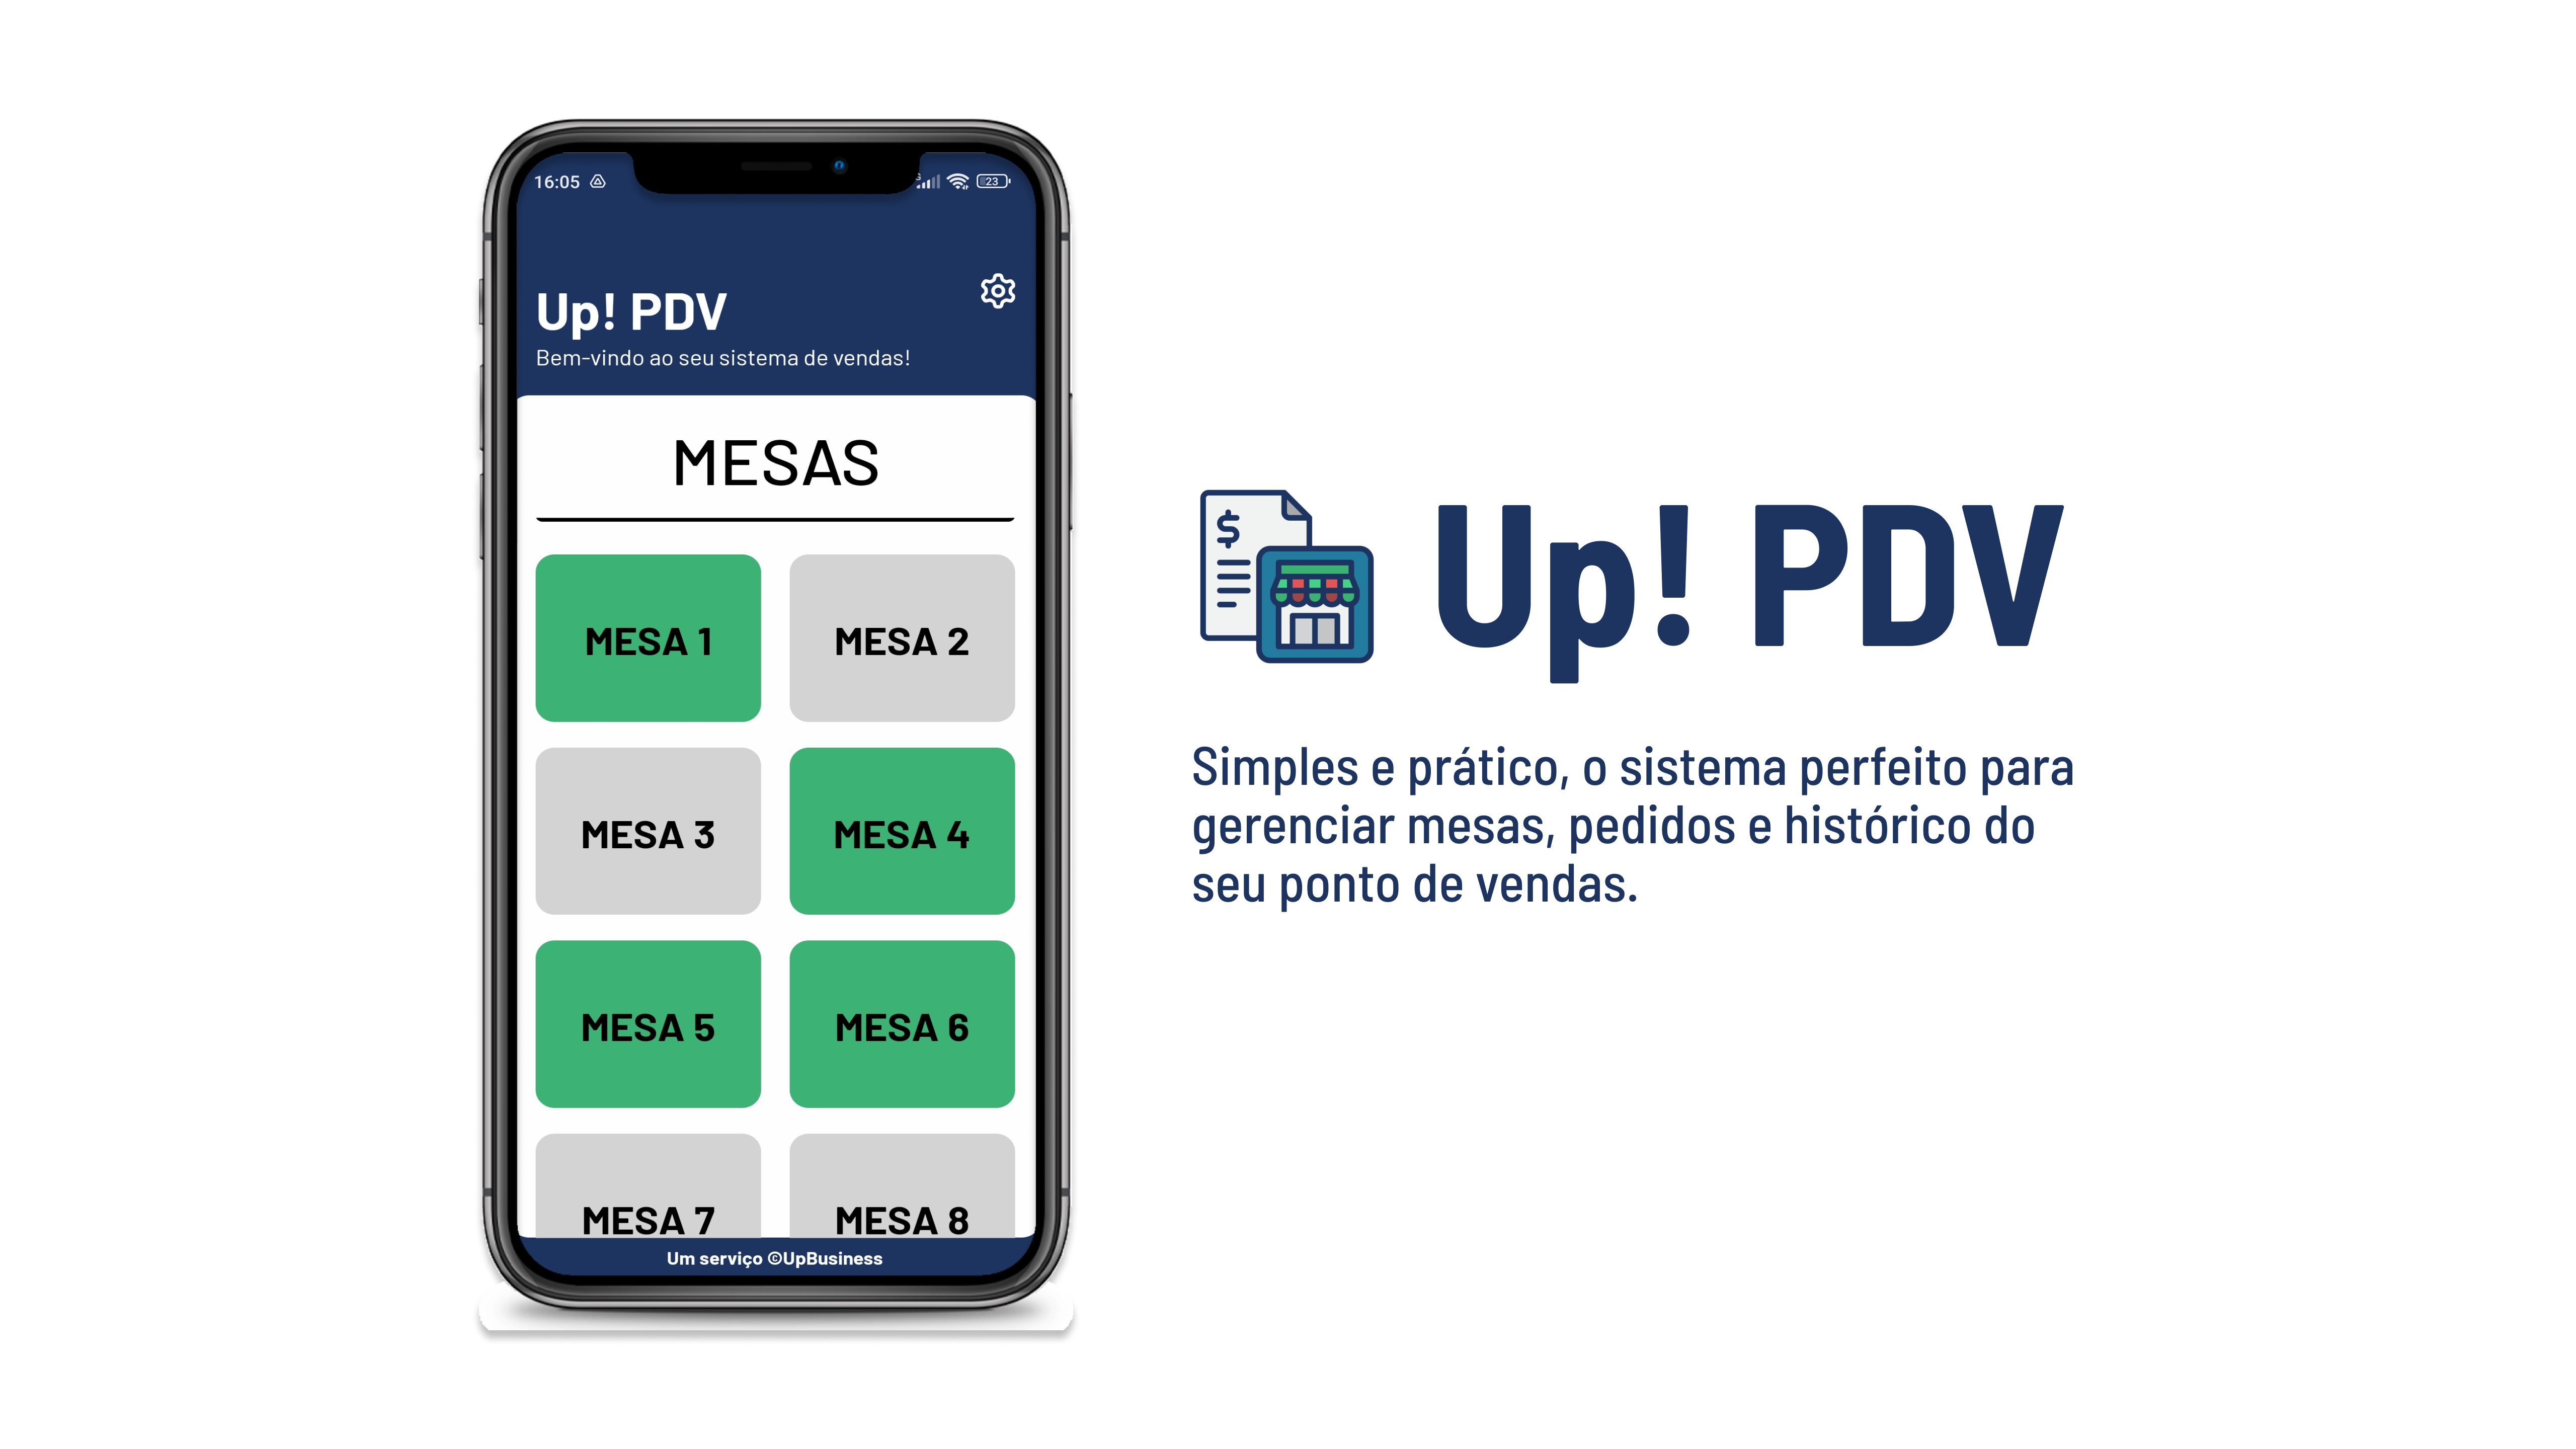 16:05
23
Up! PDV
Bem-vindo ao seu sistema de vendas!
MESAS
MESA 1
MESA 2
MESA 3
MESA 4
MESA 5
MESA 6
MESA 7
MESA 8
Um serviço ©UpBusiness
$
Up! PDV
Simples e prático, o sistema perfeito para
gerenciar mesas, pedidos e histórico do
seu ponto de vendas.